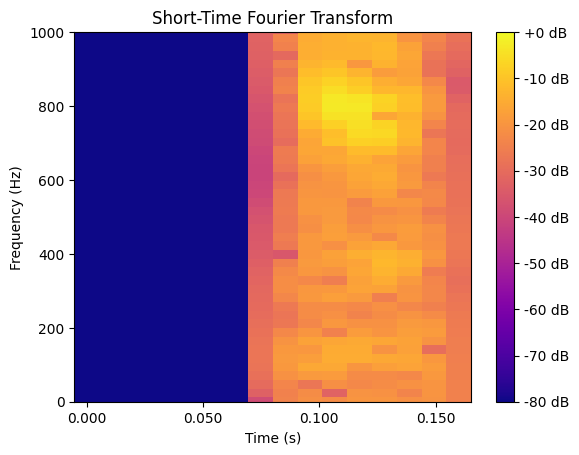 Short-Time Fourier Transform
1000
800
600
400
200
0
Frequency (Hz)
0.000
0.050
0.100
0.150
Time (s)
+0 dB
-10 dB
-20 dB
-30 dB
-40 dB
-50 dB
-60 dB
-70 dB
-80 dB